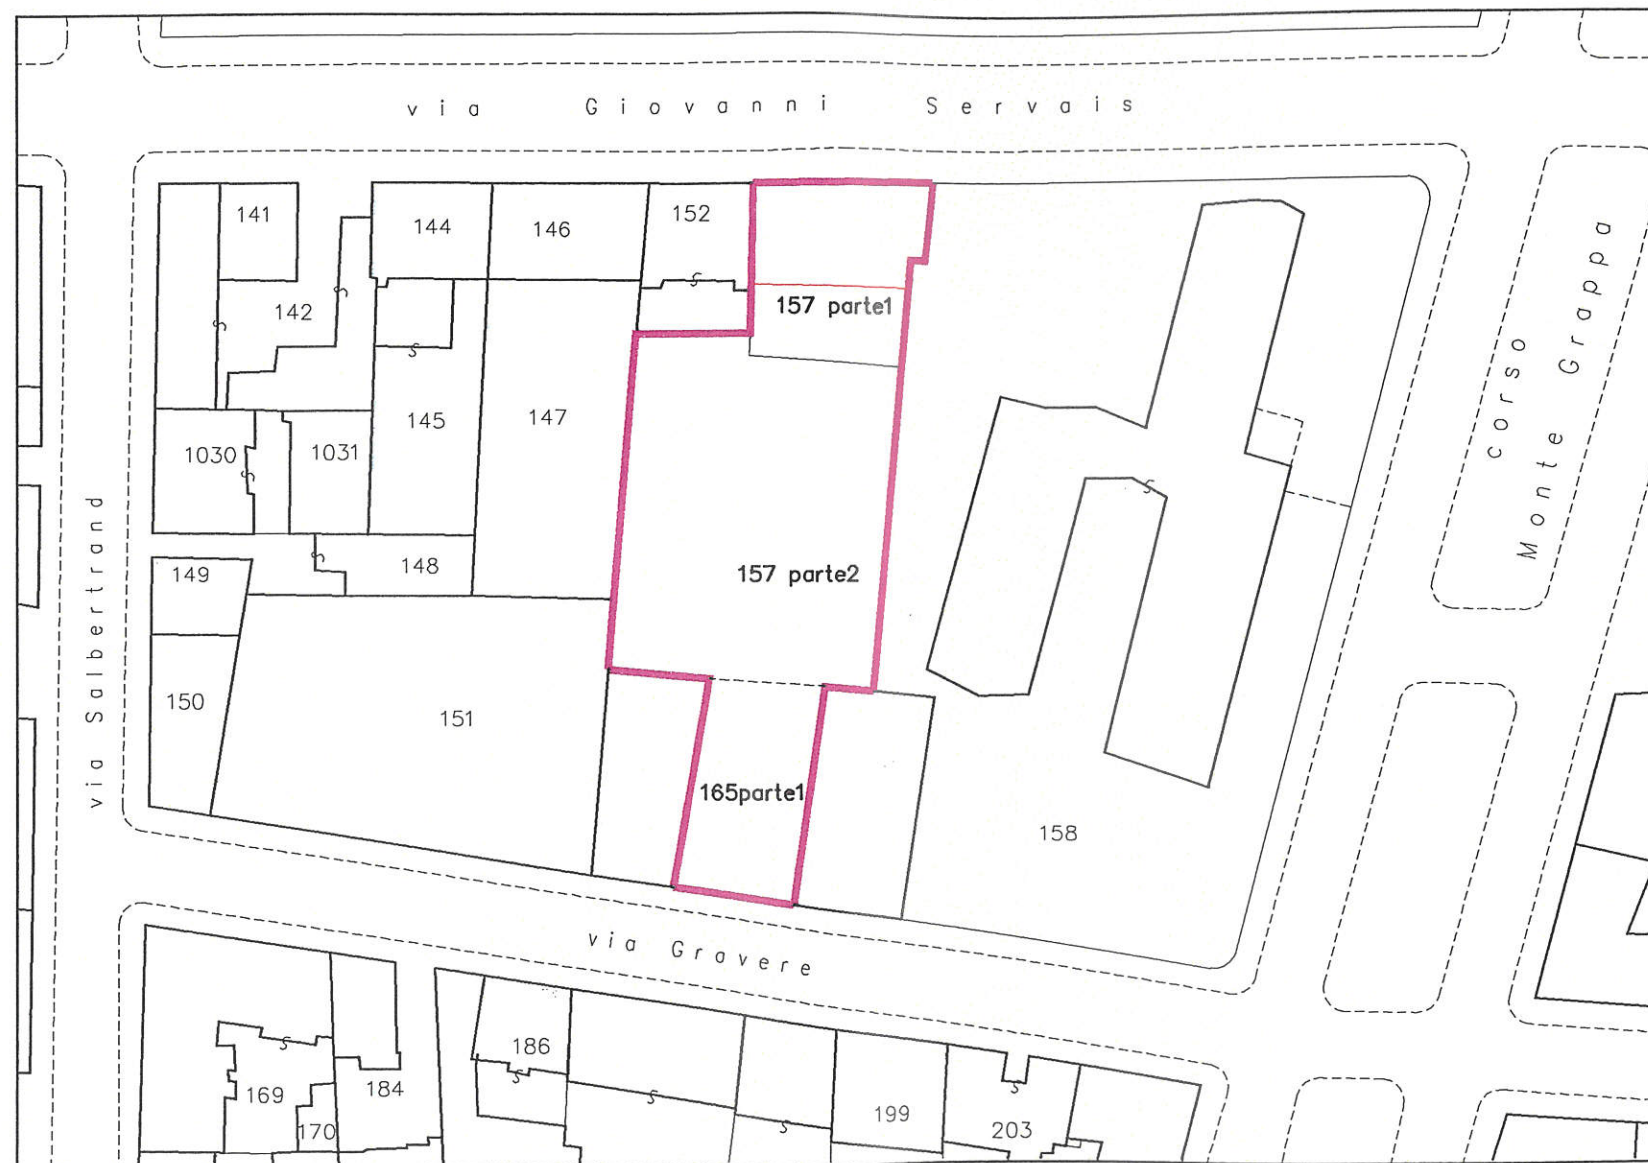 via Giovanni Servais
141
144
146
152
142
157 parte1
corso
Monte Grappa
145
147
1030
1031
via Salbertrand
149
148
157 parte2
150
151
165parte1
158
via Gravere
186
169
184
170
199
203